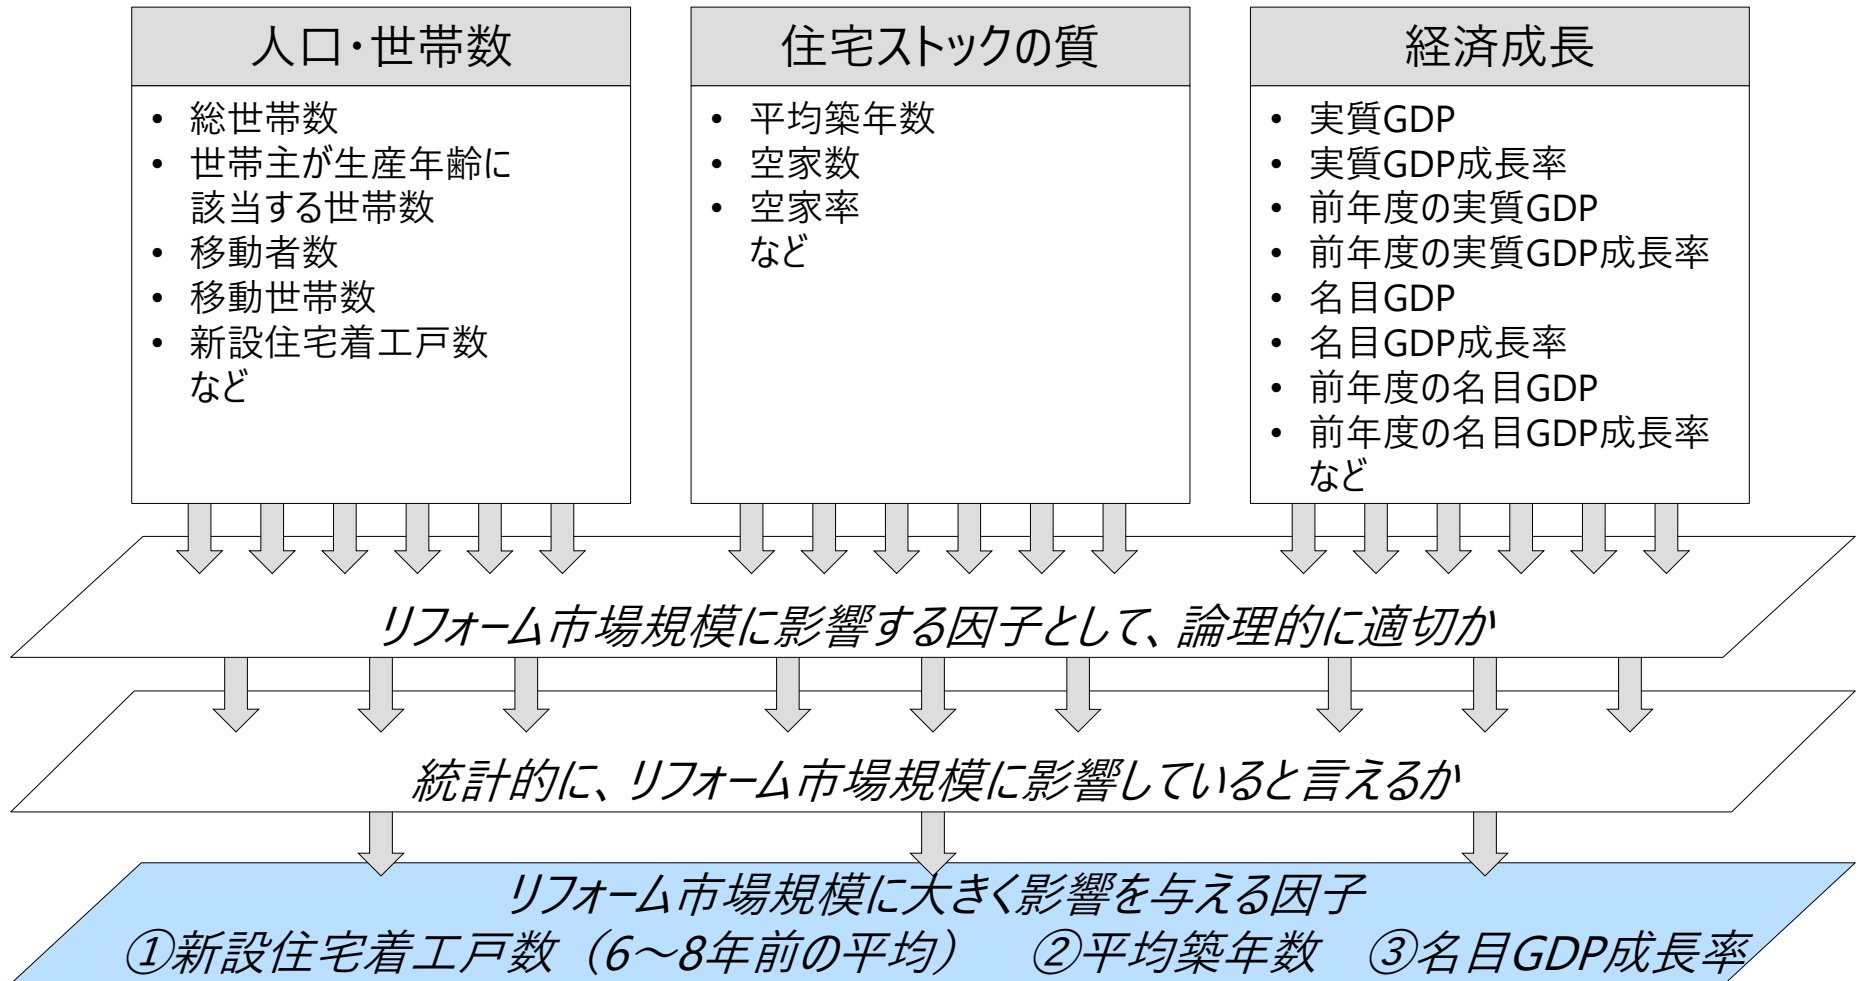 人口・世帯数
• 総世帯数
• 世帯主が生産年齢に
該当する世帯数
• 移動者数
• 移動世帯数
• 新設住宅着工戸数
など
住宅ストックの質
• 平均築年数
• 空家数
• 空家率
など
経済成長
• 実質GDP
• 実質GDP成長率
• 前年度の実質GDP
• 前年度の実質GDP成長率
• 名目GDP
• 名目GDP成長率
• 前年度の名目GDP
• 前年度の名目GDP成長率
など
リフォーム市場規模に影響する因子として、論理的に適切か
統計的に、リフォーム市場規模に影響していると言えるか
リフォーム市場規模に大きく影響を与える因子
①新設住宅着工戸数（6～8年前の平均） ②平均築年数 ③名目GDP成長率